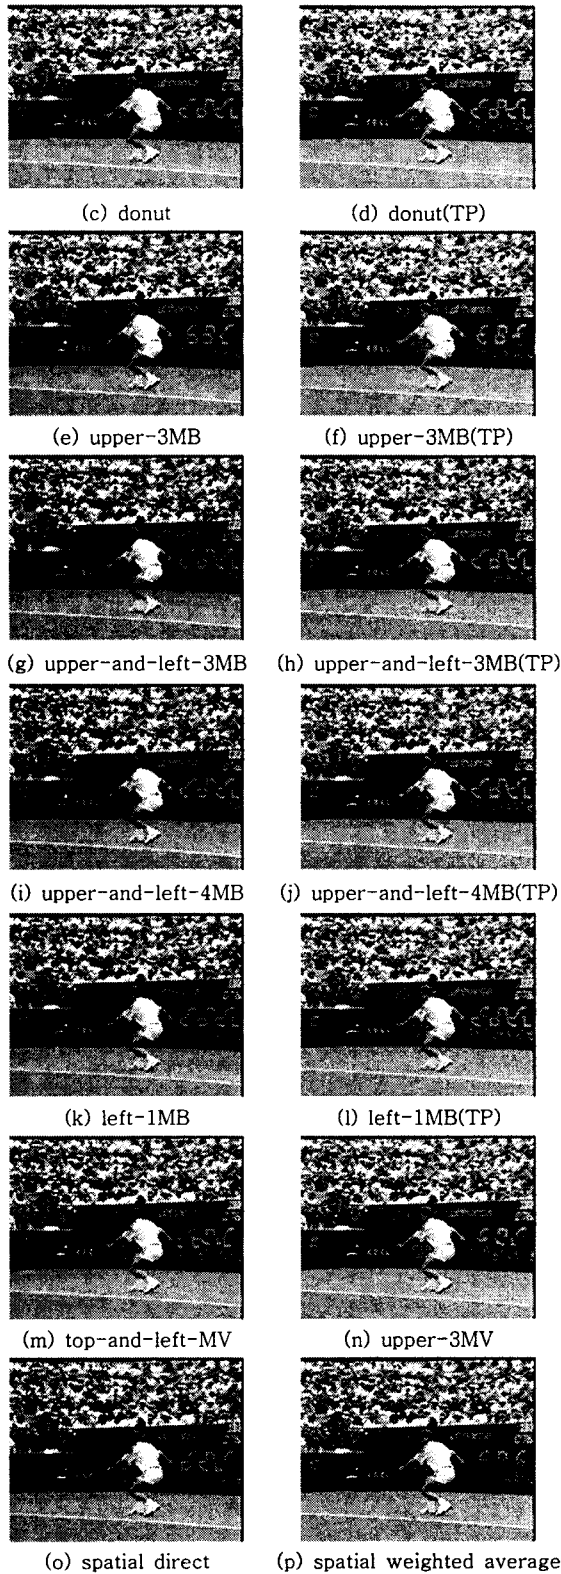 (c) donut
(d) donut(TP)
(e) upper-3MB
(f) upper-3MB(TP)
(g) upper-and-left-3MB
(h) upper-and-left-3MB(TP)
(i) upper-and-left-4MB
(j) upper-and-left-4MB(TP)
(k) left-1MB
(l) left-1MB(TP)
(m) top-and-left-MV
(n) upper-3MV
(o) spatial direct
(p) spatial weighted average